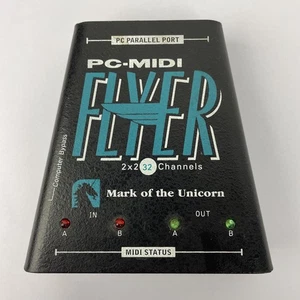 PC PARALLEL PORT
PC-MIDI
FLYER
2x2 32 Channels
Computer Bypass
Mark of the Unicorn
IN OUT
A B A B
MIDI STATUS